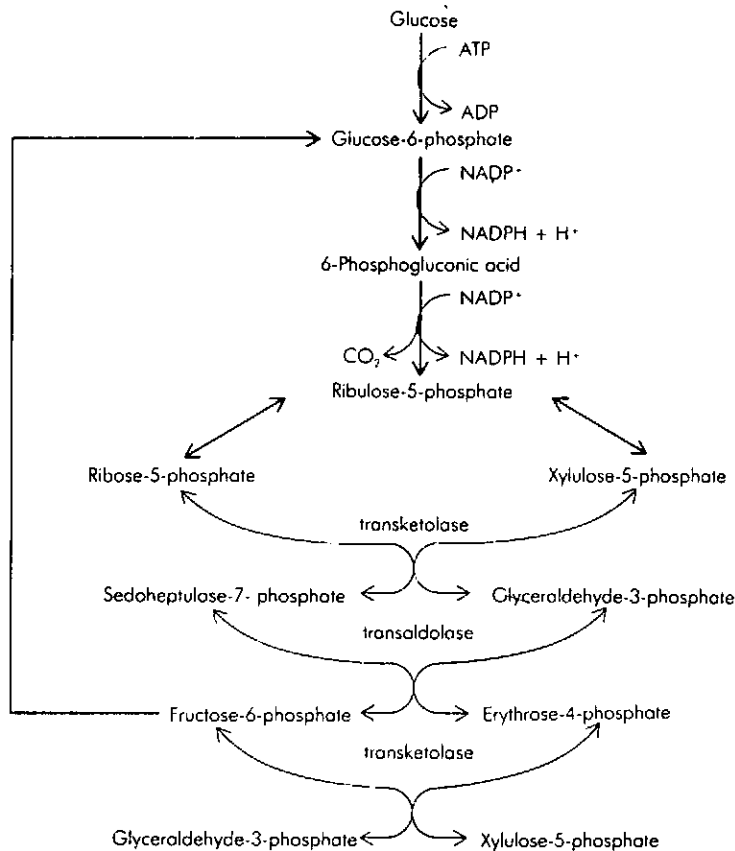 Glucose
ATP
ADP
Glucose-6-phosphate
NADP⁺
NADPH + H⁺
6-Phosphogluconic acid
NADP⁺
CO₂ NADPH + H⁺
Ribulose-5-phosphate
Ribose-5-phosphate Xylulose-5-phosphate
transketolase
Sedoheptulose-7- phosphate Glyceraldehyde-3-phosphate
transaldolase
Fructose-6-phosphate Erythrose-4-phosphate
transketolase
Glyceraldehyde-3-phosphate Xylulose-5-phosphate